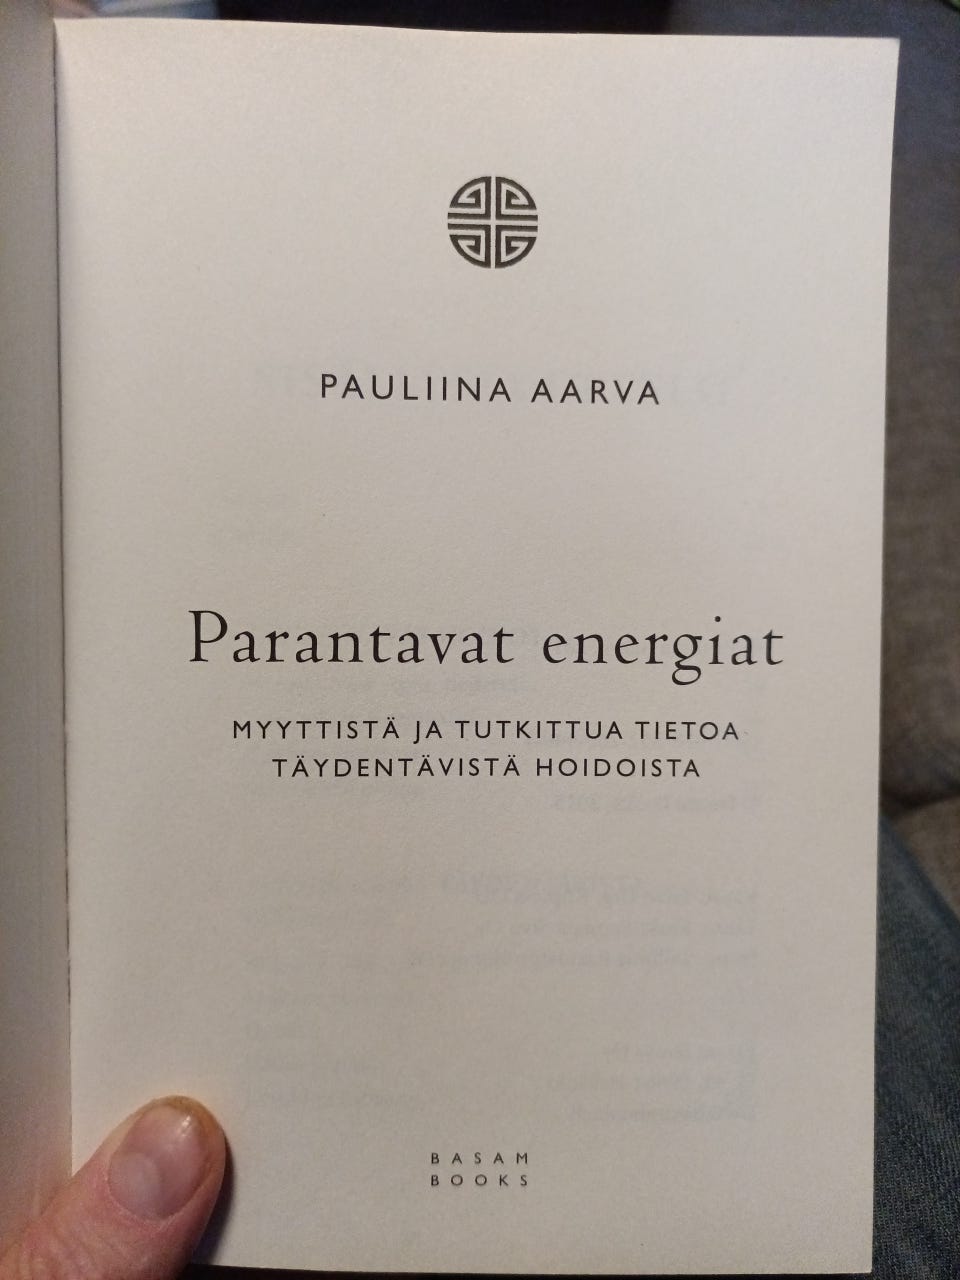 PAULIINA AARVA
Parantavat energiat
MYYTTISTÄ JA TUTKITTUA TIETOA
TÄYDENTÄVISTÄ HOIDOISTA
BASAM
BOOKS